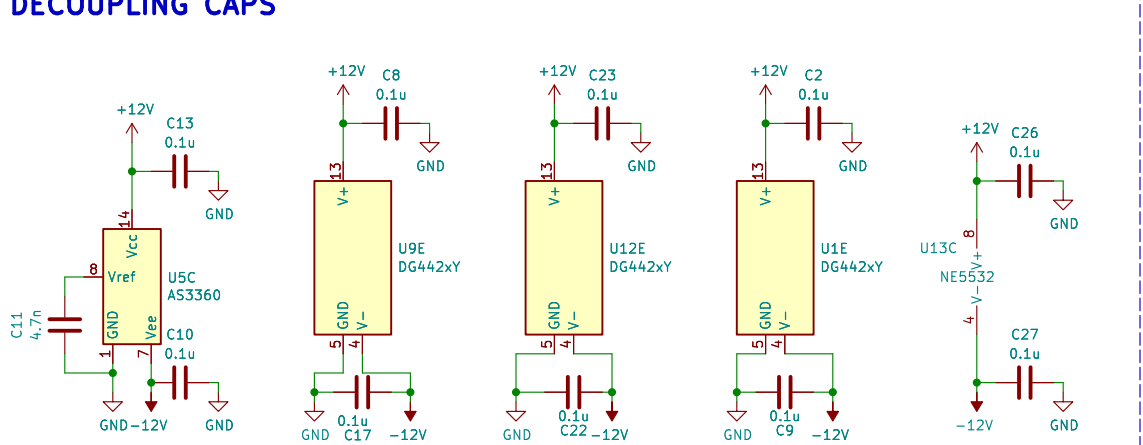 DECOUPLING CAPS
+12V
C13
0.1u
GND
14
Vcc
8
Vref
U5C
AS3360
C11
4.7n
GND
Vee
1
7
C10
0.1u
GND
-12V
GND
+12V
C8
0.1u
GND
13
V+
U9E
DG442xY
GND
V-
5
4
0.1u
C17
GND
-12V
+12V
C23
0.1u
GND
13
V+
U12E
DG442xY
GND
V-
5
4
0.1u
C22
GND
-12V
+12V
C2
0.1u
GND
13
V+
U1E
DG442xY
GND
V-
5
4
0.1u
C9
GND
-12V
+12V
C26
0.1u
GND
8
U13C
V+
NE5532
V-
4
C27
0.1u
-12V
GND